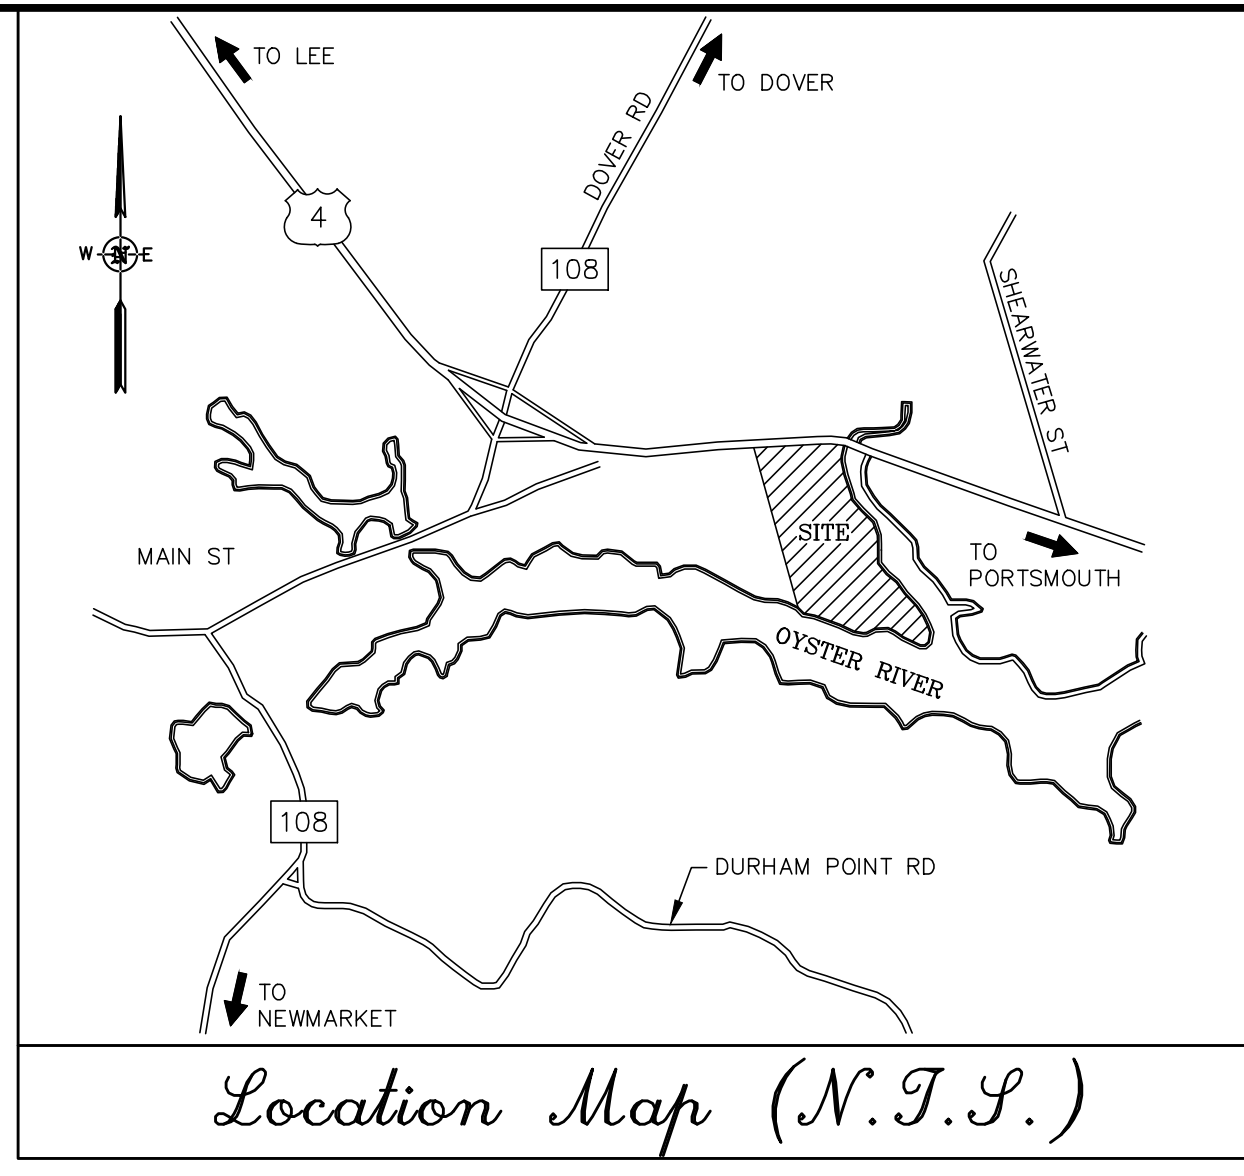 TO LEE
TO DOVER
DOVER RD
4
108
W N E
SHEARWATER ST
SITE
MAIN ST
TO
PORTSMOUTH
OYSTER RIVER
108
DURHAM POINT RD
TO
NEWMARKET
Location Map (N.T.S.)